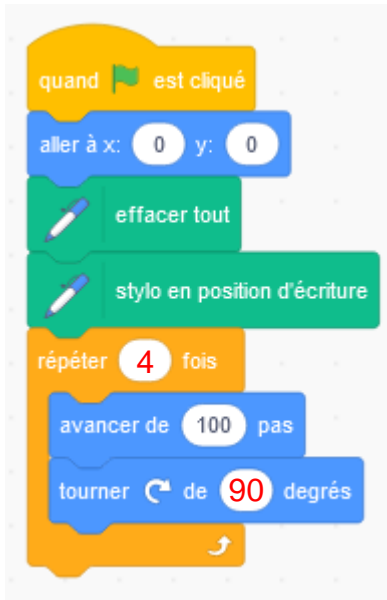 quand est cliqué
aller à x: 0 y: 0
effacer tout
stylo en position d'écriture
répéter 4 fois
avancer de 100 pas
tourner de 90 degrés